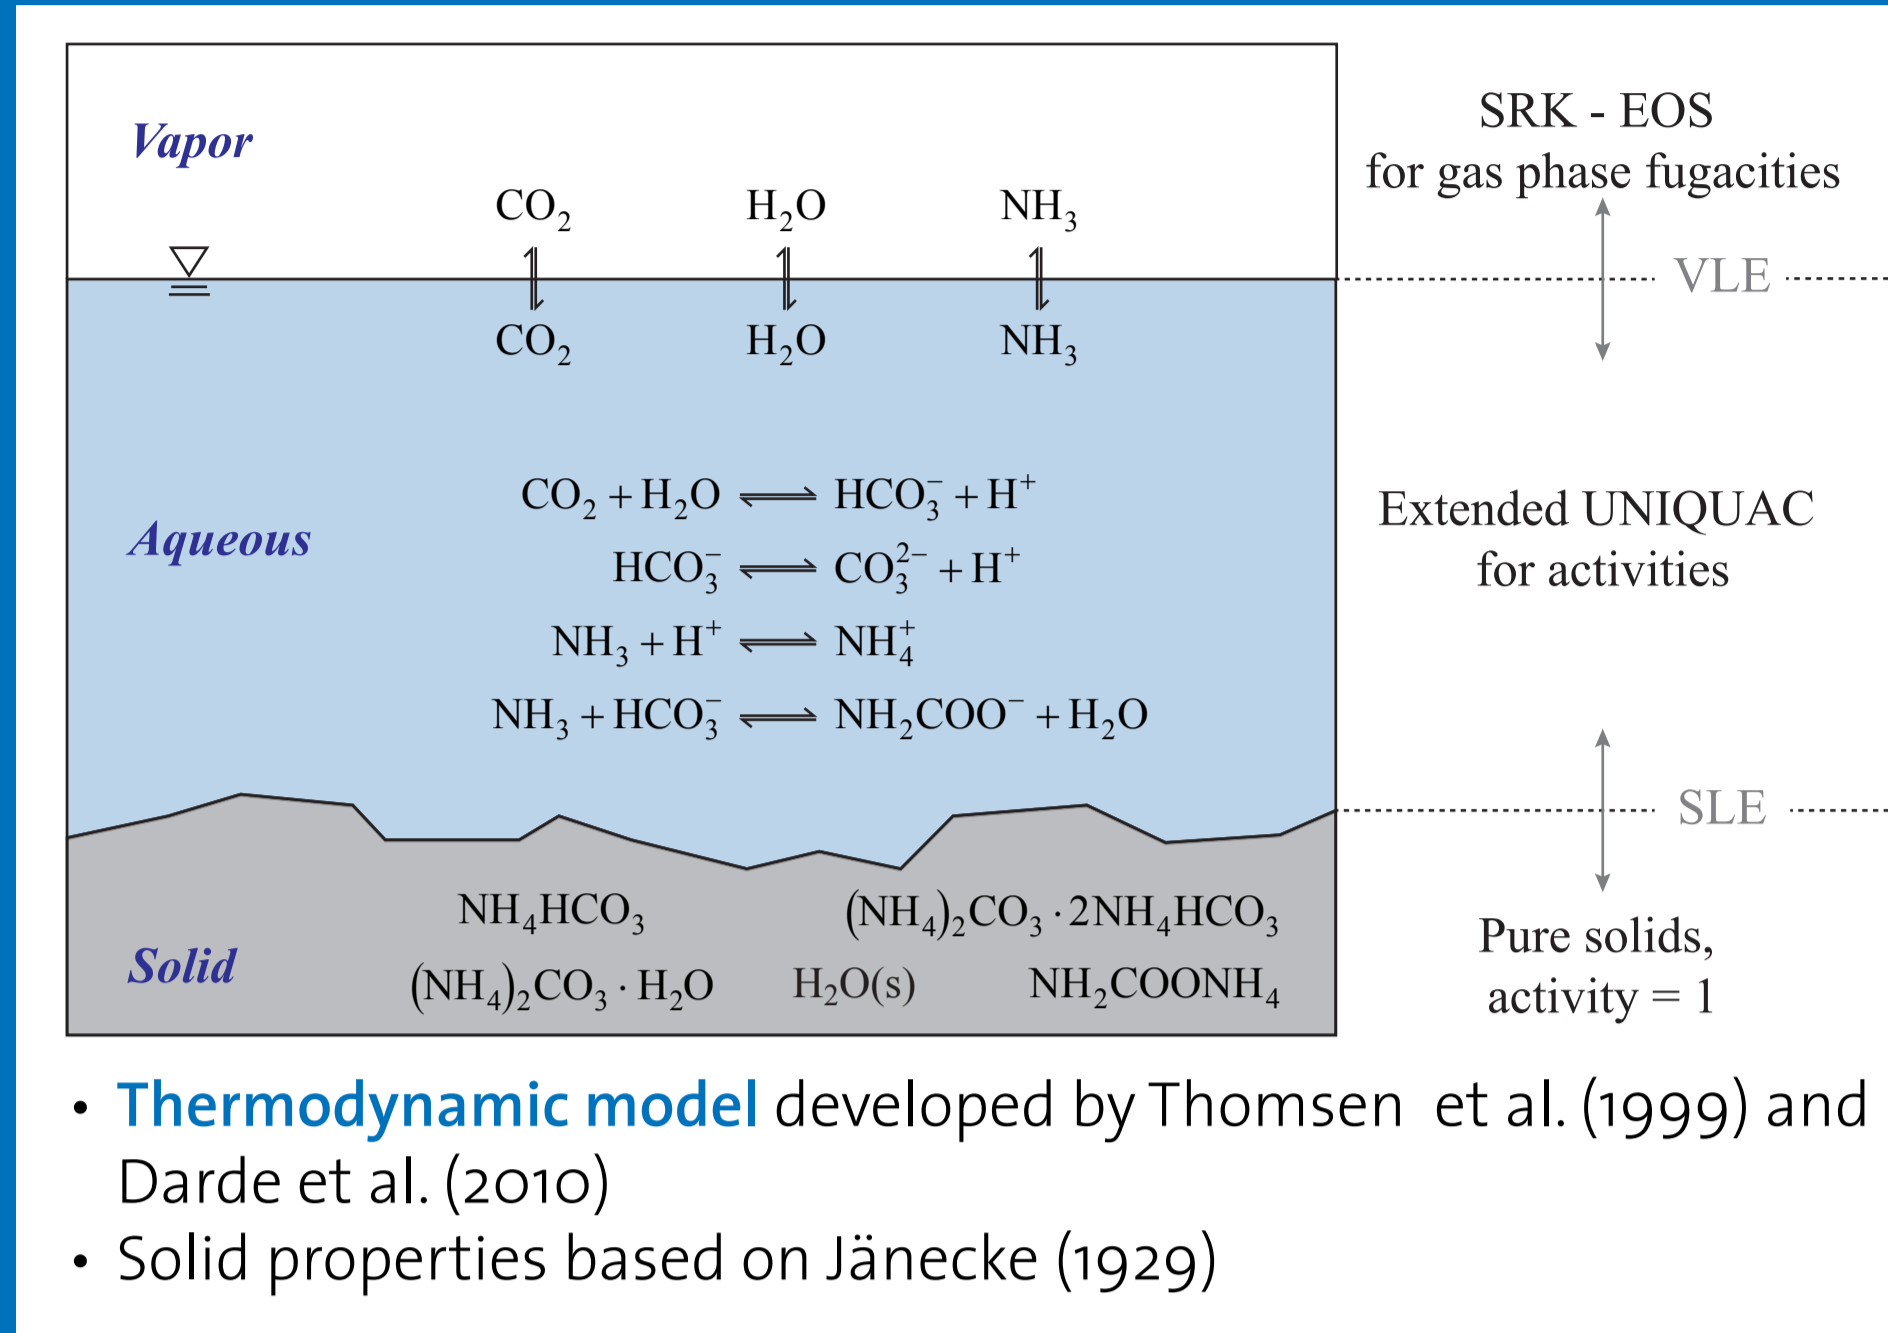 Vapor
SRK - EOS
for gas phase fugacities
CO₂ H₂O NH₃
VLE
CO₂ H₂O NH₃
Aqueous
CO₂ + H₂O ⇌ HCO₃⁻ + H⁺
HCO₃⁻ ⇌ CO₃²⁻ + H⁺
NH₃ + H⁺ ⇌ NH₄⁺
NH₃ + HCO₃⁻ ⇌ NH₂COO⁻ + H₂O
Extended UNIQUAC
for activities
SLE
Solid
NH₄HCO₃ (NH₄)₂CO₃ · 2NH₄HCO₃
(NH₄)₂CO₃ · H₂O H₂O(s) NH₂COONH₄
Pure solids,
activity = 1
• Thermodynamic model developed by Thomsen et al. (1999) and
Darde et al. (2010)
• Solid properties based on Jänecke (1929)